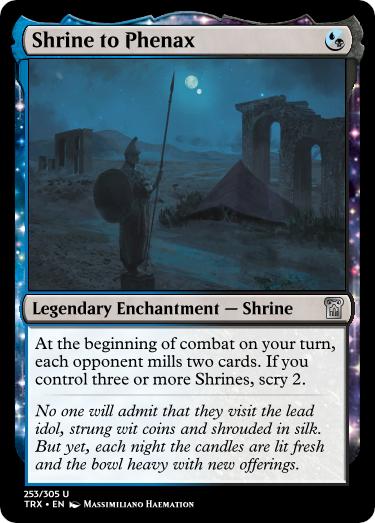 Shrine to Phenax
Legendary Enchantment — Shrine
At the beginning of combat on your turn,
each opponent mills two cards. If you
control three or more Shrines, scry 2.
No one will admit that they visit the lead
idol, strung wit coins and shrouded in silk.
But yet, each night the candles are lit fresh
and the bowl heavy with new offerings.
253/305 U
TRX • EN Massimiliano Haemation